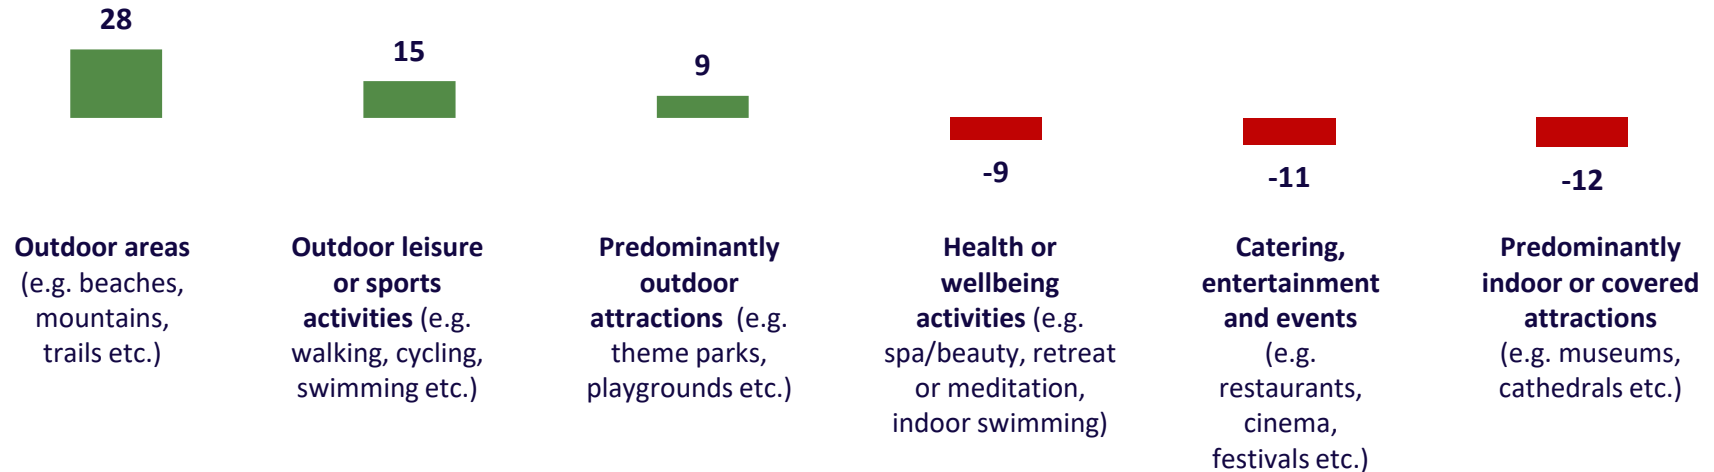 28
15
9
-9
-11
-12
Outdoor areas
(e.g. beaches,
mountains,
trails etc.)
Outdoor leisure
or sports
activities (e.g.
walking, cycling,
swimming etc.)
Predominantly
outdoor
attractions (e.g.
theme parks,
playgrounds etc.)
Health or
wellbeing
activities (e.g.
spa/beauty, retreat
or meditation,
indoor swimming)
Catering,
entertainment
and events
(e.g.
restaurants,
cinema,
festivals etc.)
Predominantly
indoor or covered
attractions
(e.g. museums,
cathedrals etc.)